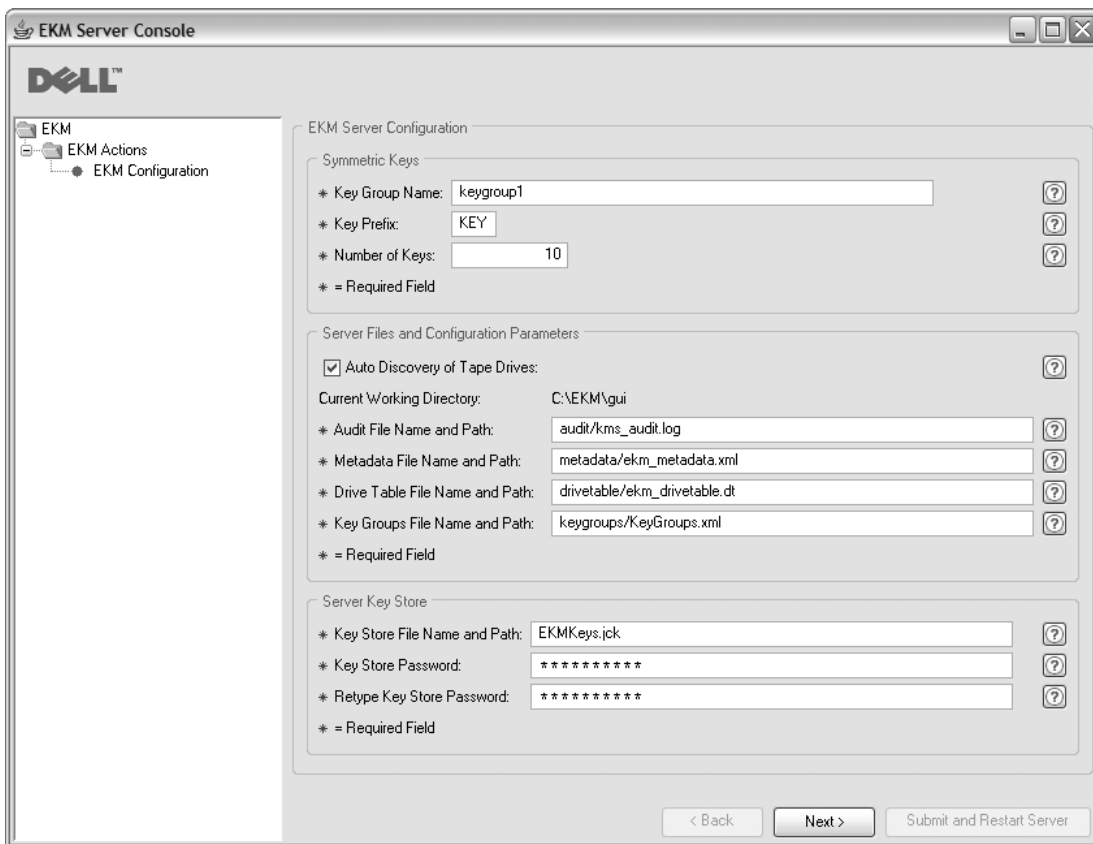 EKM Server Console
DELL™
EKM
EKM Actions
EKM Configuration
EKM Server Configuration
Symmetric Keys
* Key Group Name: keygroup1 ?
* Key Prefix: KEY ?
* Number of Keys: 10 ?
* = Required Field
Server Files and Configuration Parameters
Auto Discovery of Tape Drives: ?
Current Working Directory: C:\EKM\gui
* Audit File Name and Path: audit/kms_audit.log ?
* Metadata File Name and Path: metadata/ekm_metadata.xml ?
* Drive Table File Name and Path: drivetable/ekm_drivetable.dt ?
* Key Groups File Name and Path: keygroups/KeyGroups.xml ?
* = Required Field
Server Key Store
* Key Store File Name and Path: EKMKeys.jck ?
* Key Store Password: ********** ?
* Retype Key Store Password: ********** ?
* = Required Field
< Back Next > Submit and Restart Server